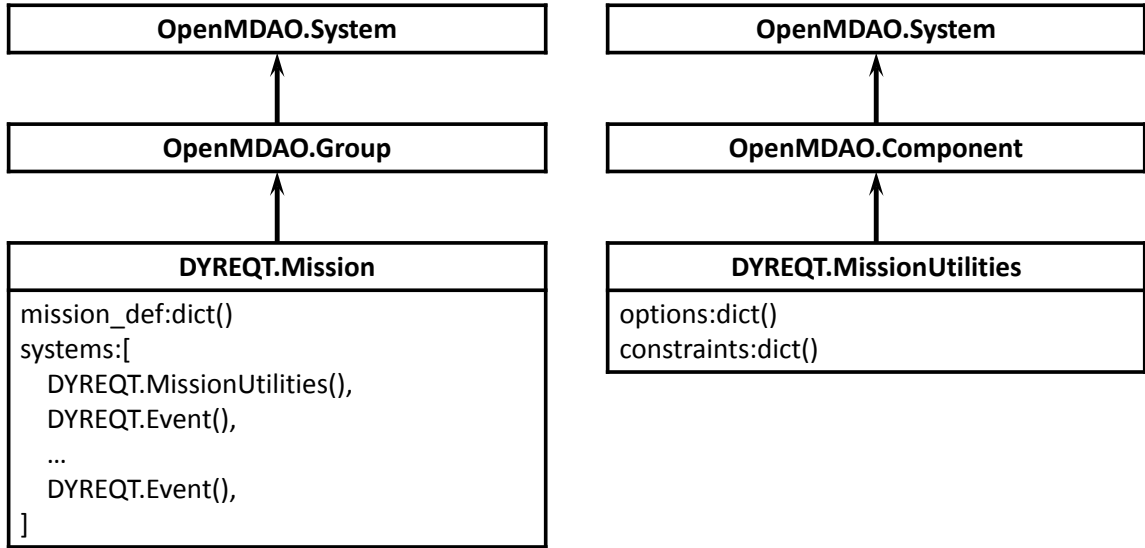 OpenMDAO.System
OpenMDAO.Group
DYREQT.Mission
mission_def:dict()
systems:[
DYREQT.MissionUtilities(),
DYREQT.Event(),
...
DYREQT.Event(),
]
OpenMDAO.System
OpenMDAO.Component
DYREQT.MissionUtilities
options:dict()
constraints:dict()